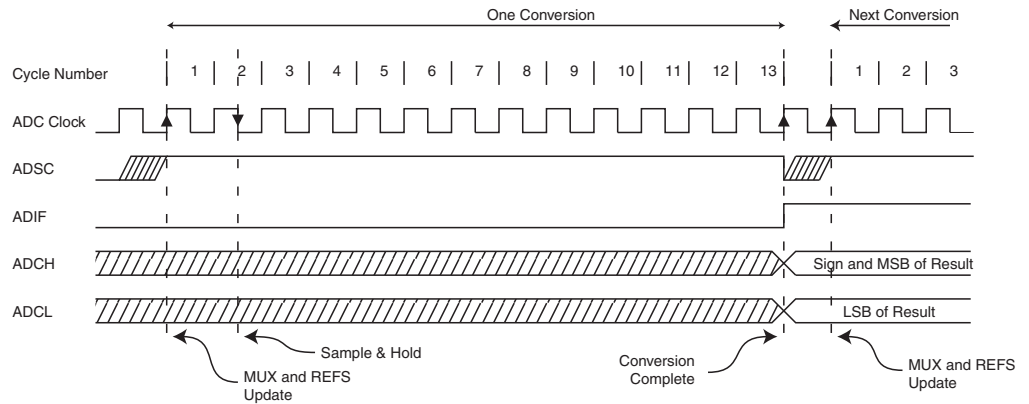 One Conversion
Next Conversion
Cycle Number
1 2 3 4 5 6 7 8 9 10 11 12 13 1 2 3
ADC Clock
ADSC
ADIF
ADCH
Sign and MSB of Result
ADCL
LSB of Result
Sample & Hold
MUX and REFS
Update
Conversion
Complete
MUX and REFS
Update